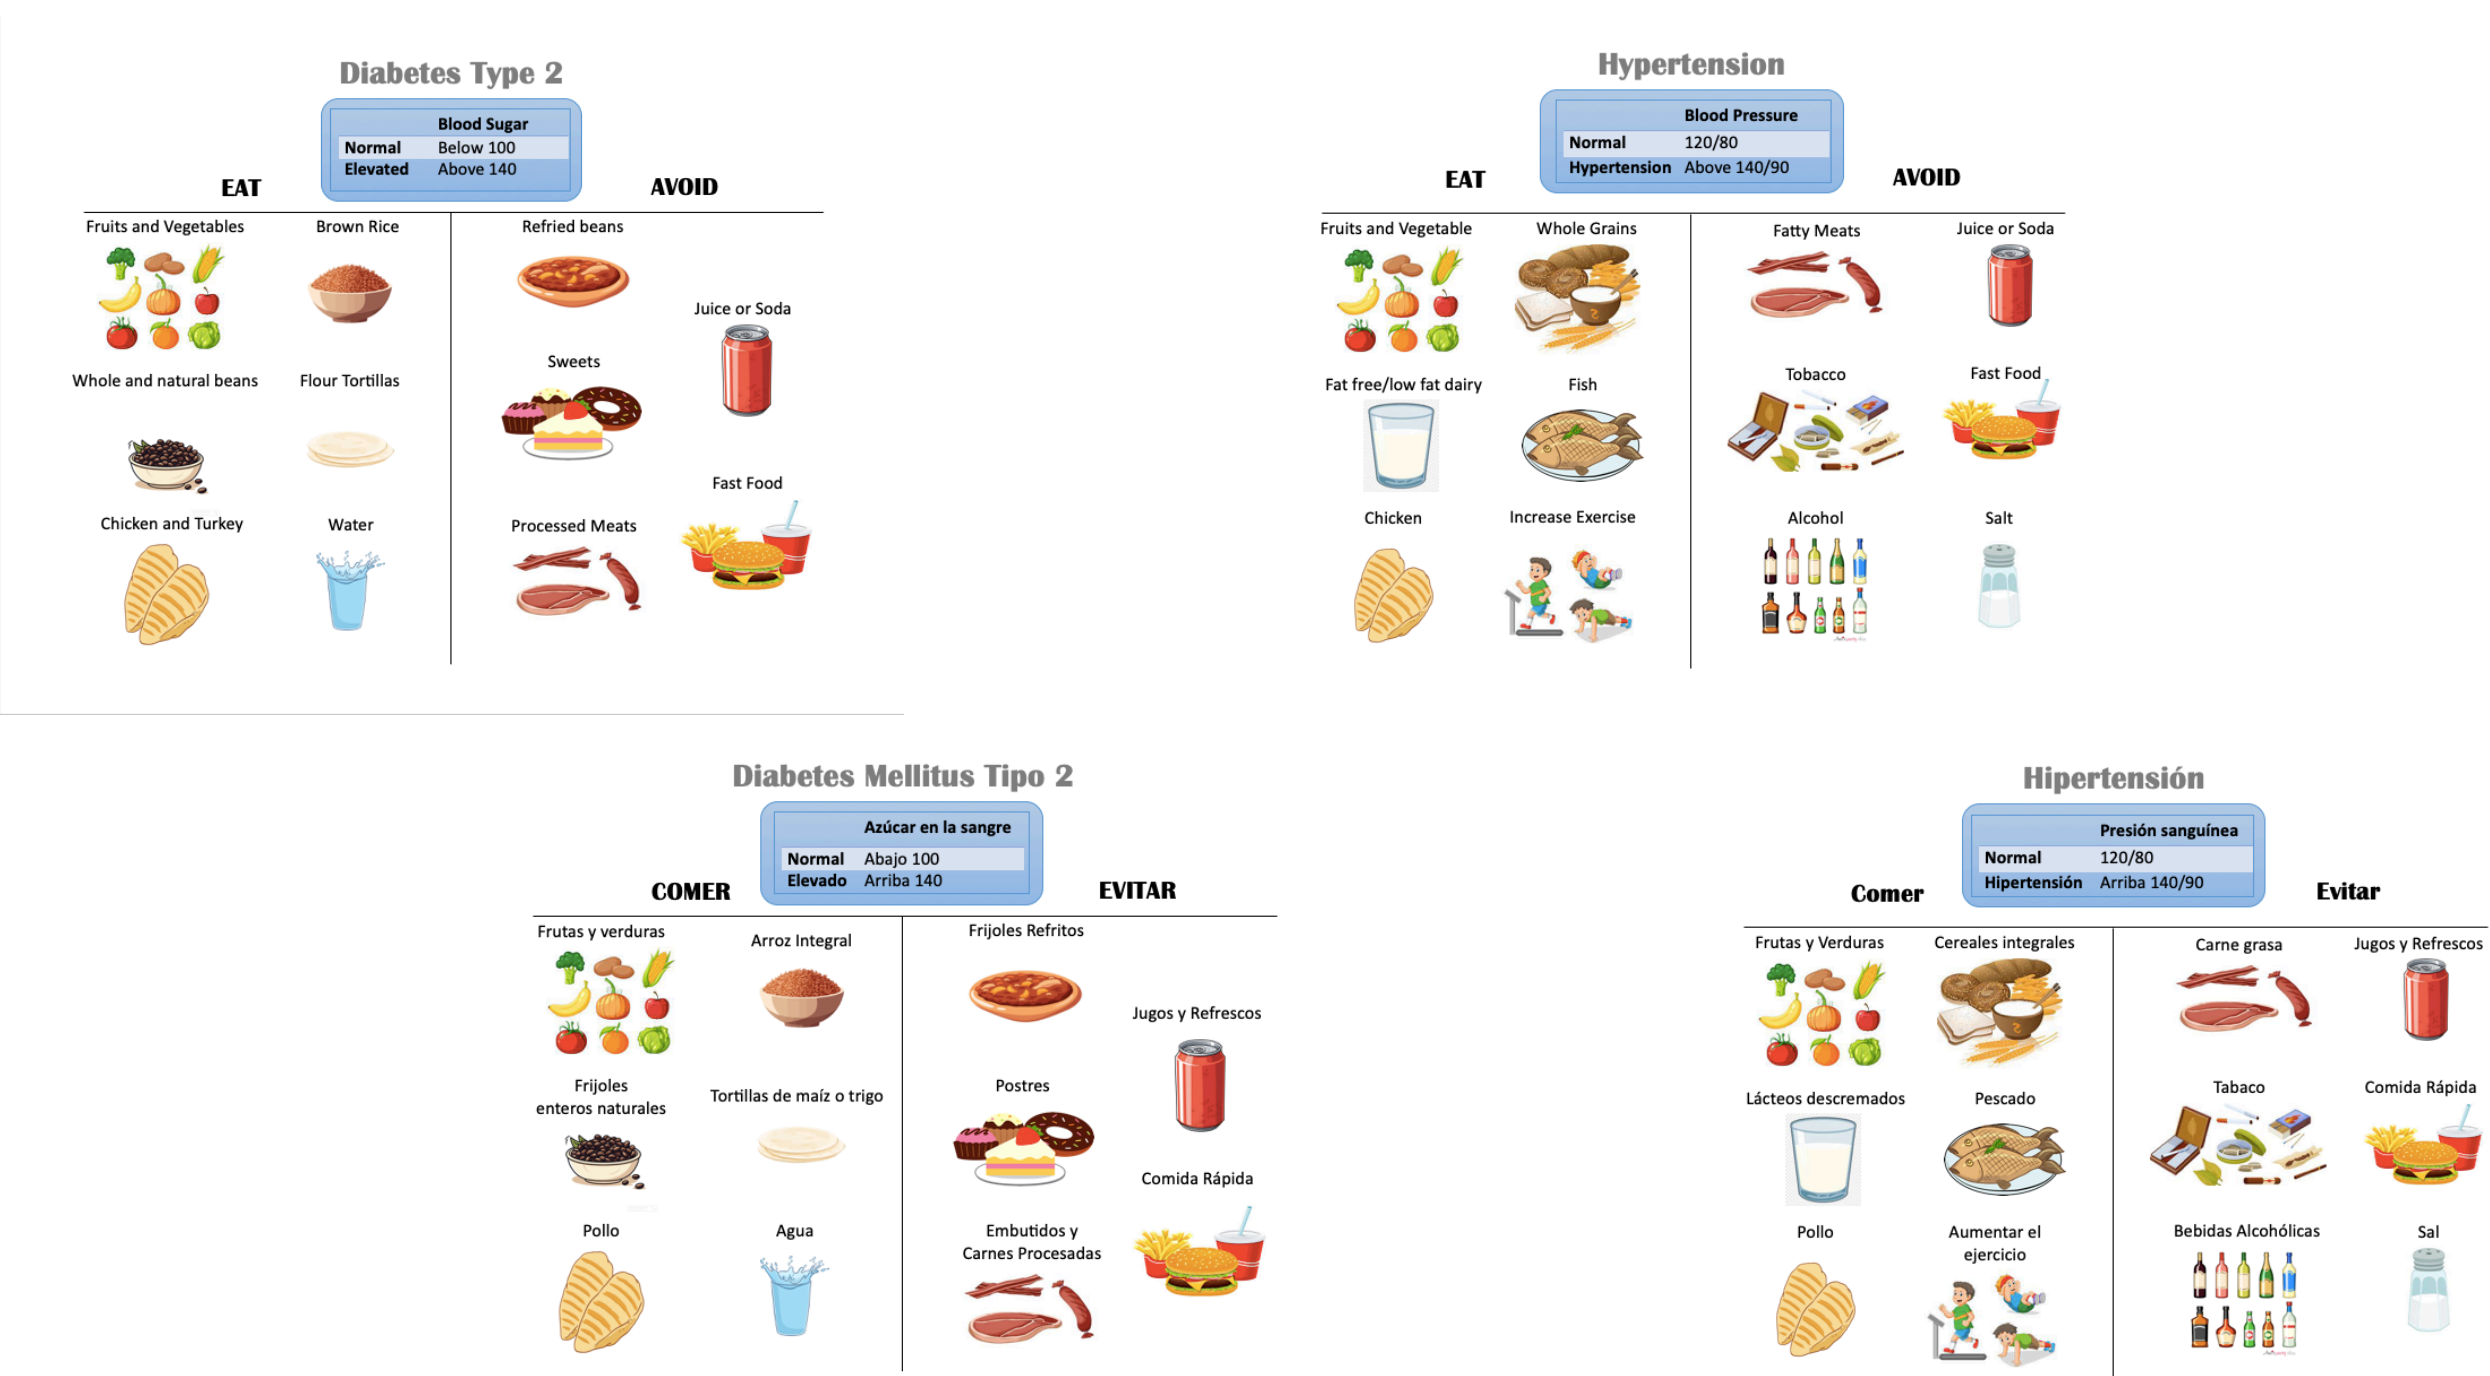 Diabetes Type 2
Blood Sugar
Normal Below 100
Elevated Above 140
EAT
AVOID
Fruits and Vegetables
Brown Rice
Refried beans
Juice or Soda
Sweets
Whole and natural beans
Flour Tortillas
Fast Food
Chicken and Turkey
Water
Processed Meats
Hypertension
Blood Pressure
Normal 120/80
Hypertension Above 140/90
EAT
AVOID
Fruits and Vegetable
Whole Grains
Fatty Meats
Juice or Soda
Fat free/low fat dairy
Fish
Tobacco
Fast Food
Chicken
Increase Exercise
Alcohol
Salt
Diabetes Mellitus Tipo 2
Azúcar en la sangre
Normal Abajo 100
Elevado Arriba 140
COMER
EVITAR
Frutas y verduras
Arroz Integral
Frijoles Refritos
Jugos y Refrescos
Frijoles
enteros naturales
Tortillas de maíz o trigo
Postres
Comida Rápida
Pollo
Agua
Embutidos y
Carnes Procesadas
Hipertensión
Presión sanguínea
Normal 120/80
Hipertensión Arriba 140/90
Comer
Evitar
Frutas y Verduras
Cereales integrales
Carne grasa
Jugos y Refrescos
Lácteos descremados
Pescado
Tabaco
Comida Rápida
Pollo
Aumentar el
ejercicio
Bebidas Alcohólicas
Sal